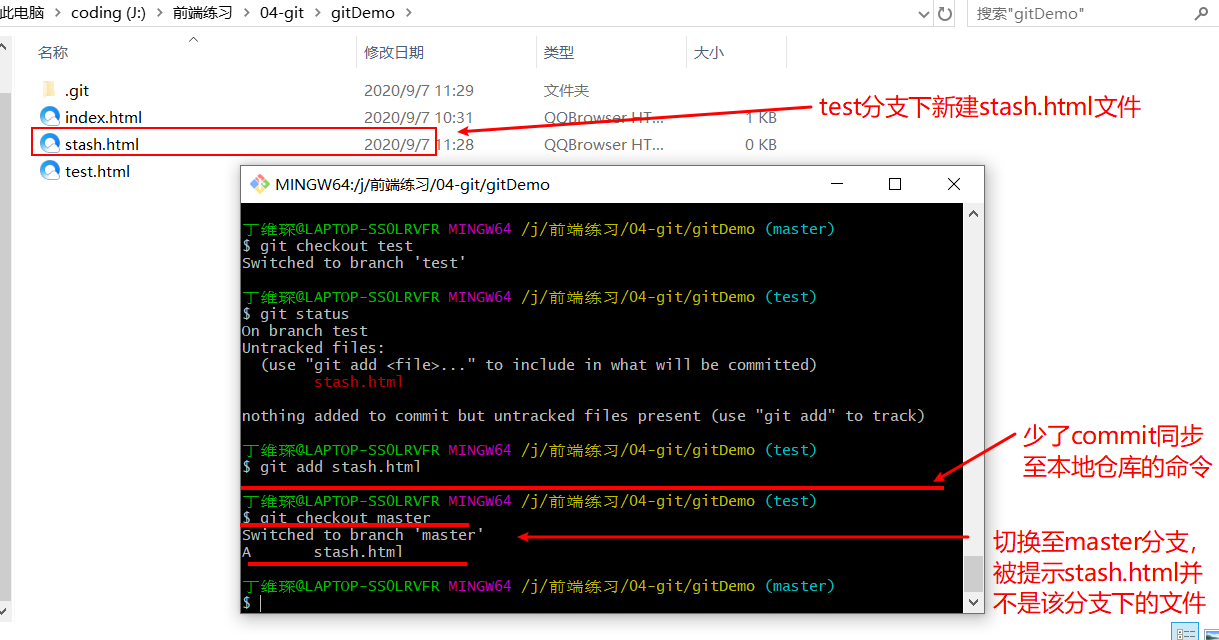 此电脑 > coding (J:) > 前端练习 > 04-git > gitDemo >
搜索"gitDemo"
名称 修改日期 类型 大小
.git 2020/9/7 11:29 文件夹
index.html 2020/9/7 10:31 QQBrowser HT... 1 KB
stash.html 2020/9/7 11:28 QQBrowser HT... 0 KB
test.html
test分支下新建stash.html文件
MINGW64:/j/前端练习/04-git/gitDemo
丁维琛@LAPTOP-SSOLRVFR MINGW64 /j/前端练习/04-git/gitDemo (master)
$ git checkout test
Switched to branch 'test'
丁维琛@LAPTOP-SSOLRVFR MINGW64 /j/前端练习/04-git/gitDemo (test)
$ git status
On branch test
Untracked files:
(use "git add <file>..." to include in what will be committed)
stash.html
nothing added to commit but untracked files present (use "git add" to track)
丁维琛@LAPTOP-SSOLRVFR MINGW64 /j/前端练习/04-git/gitDemo (test)
$ git add stash.html
丁维琛@LAPTOP-SSOLRVFR MINGW64 /j/前端练习/04-git/gitDemo (test)
$ git checkout master
Switched to branch 'master'
A stash.html
丁维琛@LAPTOP-SSOLRVFR MINGW64 /j/前端练习/04-git/gitDemo (master)
$
少了commit同步
至本地仓库的命令
切换至master分支，
被提示stash.html并
不是该分支下的文件